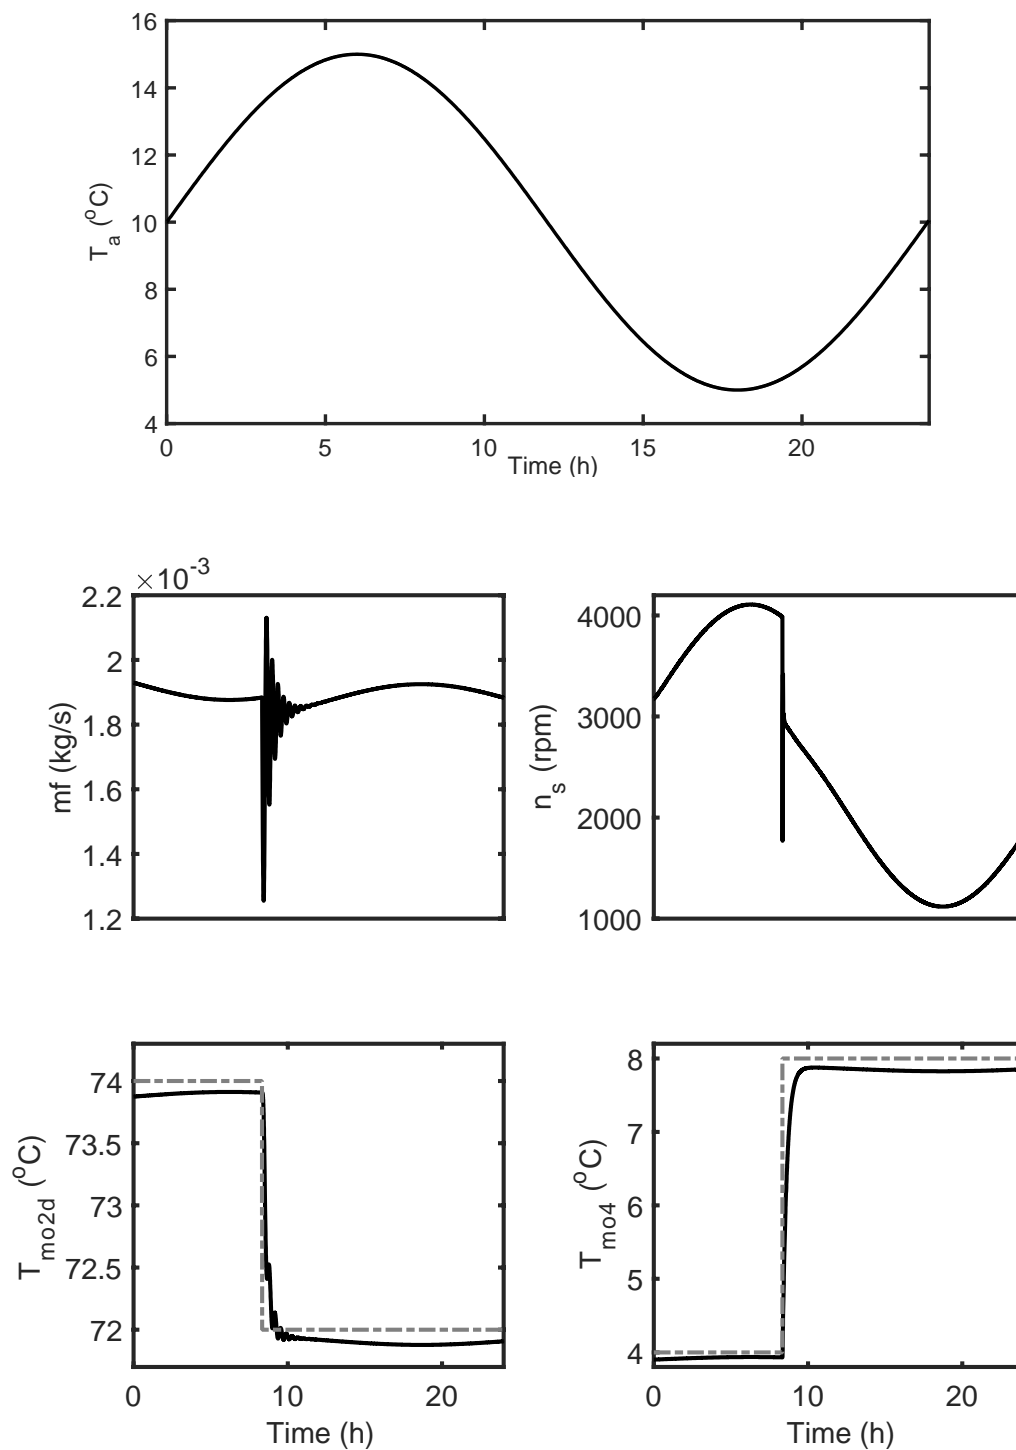 16
14
12
10
8
6
4
T_a (°C)
0 5 10 15 20
Time (h)
×10^-3
2.2
2
1.8
1.6
1.4
1.2
mf (kg/s)
4000
3000
2000
1000
n_s (rpm)
74
73.5
73
72.5
72
T_mo2d (°C)
0 10 20
Time (h)
8
7
6
5
4
T_mo4 (°C)
0 10 20
Time (h)